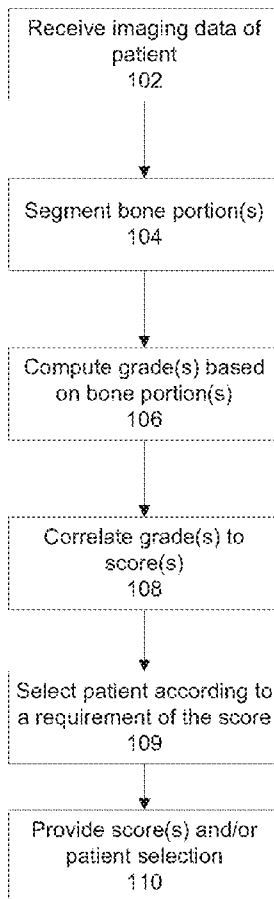 Receive imaging data of
patient
102
Segment bone portion(s)
104
Compute grade(s) based
on bone portion(s)
106
Correlate grade(s) to
score(s)
108
Select patient according to
a requirement of the score
109
Provide score(s) and/or
patient selection
110